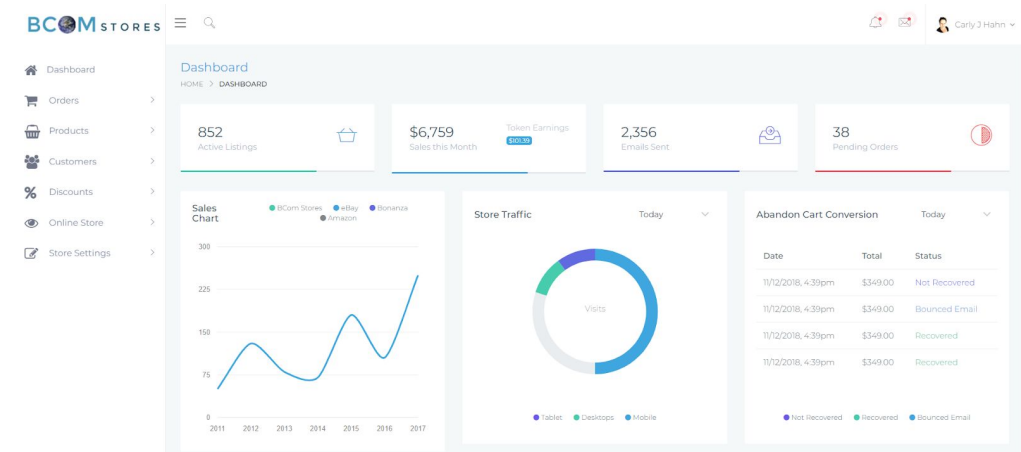 BCOM STORES
Carly J Hahn
Dashboard
Orders
Products
Customers
Discounts
Online Store
Store Settings
Dashboard
HOME > DASHBOARD
852
Active Listings
$6,759
Sales this Month
Token Earnings
$101.39
2,356
Emails Sent
38
Pending Orders
Sales Chart
BCom Stores eBay Bonanza
Amazon
300
225
150
75
0
2011 2012 2013 2014 2015 2016 2017
Store Traffic Today
Visits
Tablet Desktops Mobile
Abandon Cart Conversion Today
Date Total Status
11/12/2018, 4:39pm $349.00 Not Recovered
11/12/2018, 4:39pm $349.00 Bounced Email
11/12/2018, 4:39pm $349.00 Recovered
11/12/2018, 4:39pm $349.00 Recovered
Not Recovered Recovered Bounced Email